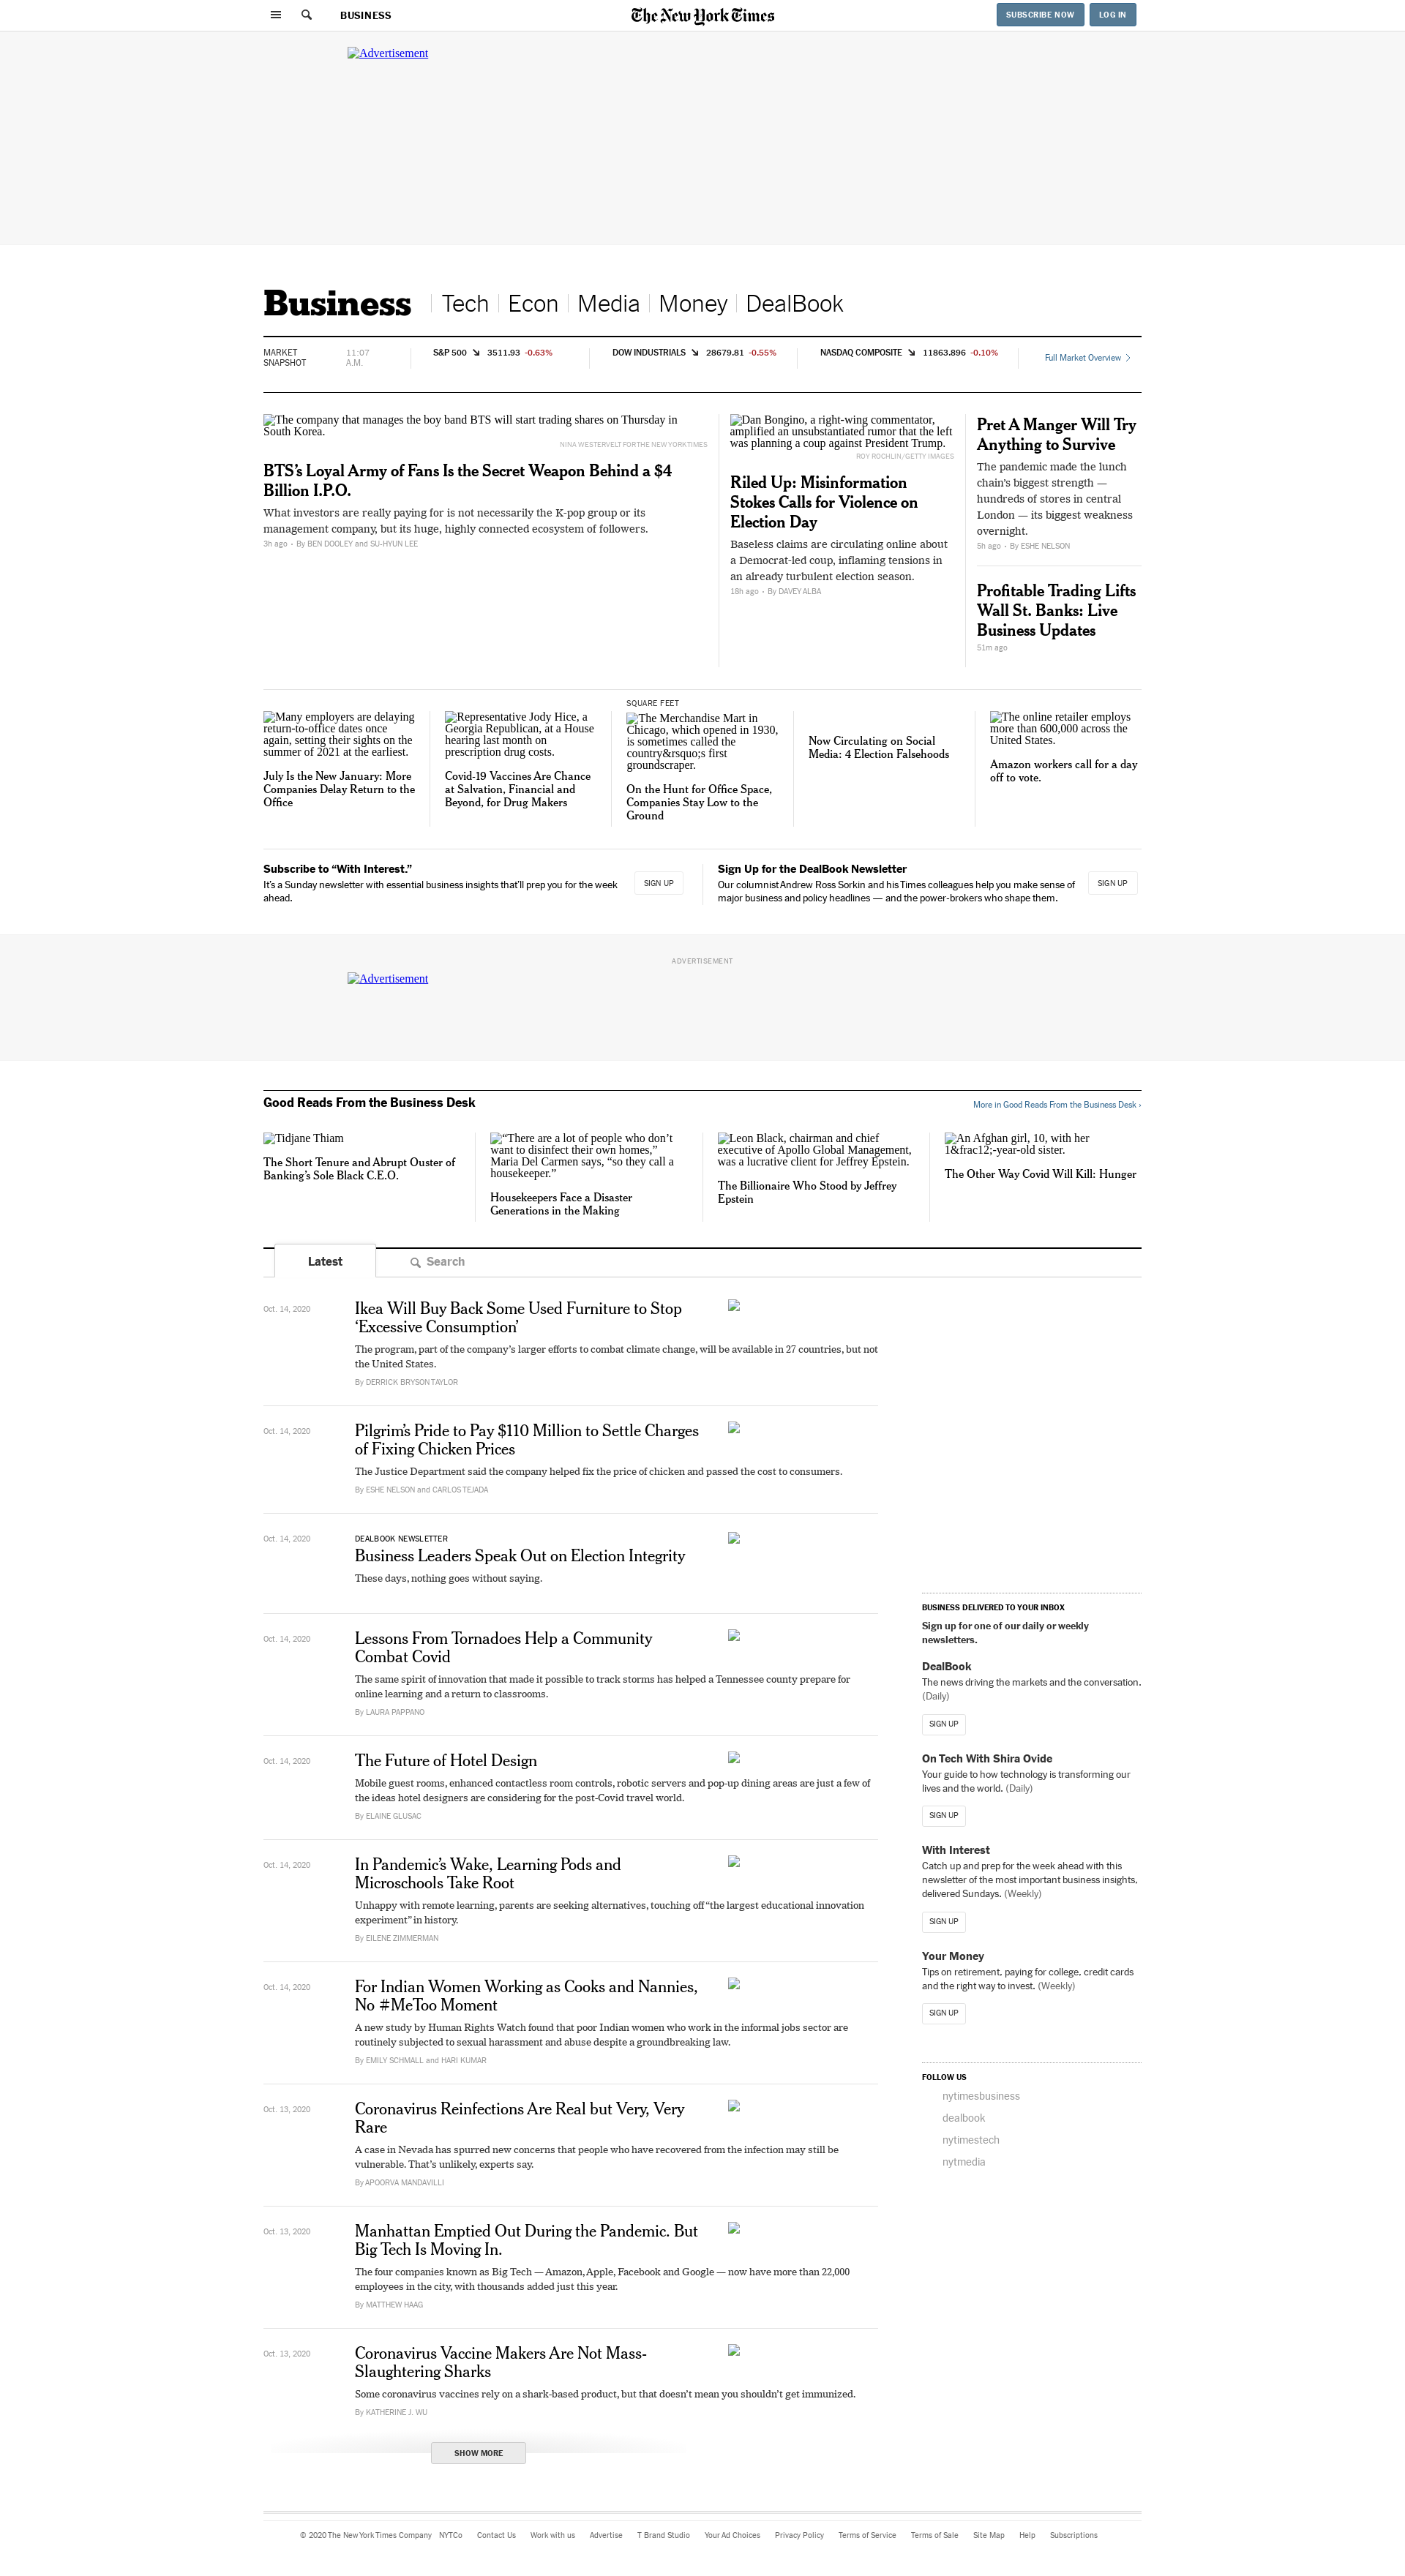 BUSINESS
The New York Times
SUBSCRIBE NOW
LOG IN
Advertisement
Business
Tech
Econ
Media
Money
DealBook
MARKET
SNAPSHOT
11:07
A.M.
S&P 500 3511.93 -0.63%
DOW INDUSTRIALS 28679.81 -0.55%
NASDAQ COMPOSITE 11863.896 -0.10%
Full Market Overview
The company that manages the boy band BTS will start trading shares on Thursday in
South Korea.
NINA WESTERVELT FOR THE NEW YORK TIMES
BTS’s Loyal Army of Fans Is the Secret Weapon Behind a $4
Billion I.P.O.
What investors are really paying for is not necessarily the K-pop group or its
management company, but its huge, highly connected ecosystem of followers.
3h ago • By BEN DOOLEY and SU-HYUN LEE
Dan Bongino, a right-wing commentator,
amplified an unsubstantiated rumor that the left
was planning a coup against President Trump.
ROY ROCHLIN/GETTY IMAGES
Riled Up: Misinformation
Stokes Calls for Violence on
Election Day
Baseless claims are circulating online about
a Democrat-led coup, inflaming tensions in
an already turbulent election season.
18h ago • By DAVEY ALBA
Pret A Manger Will Try
Anything to Survive
The pandemic made the lunch
chain’s biggest strength —
hundreds of stores in central
London — its biggest weakness
overnight.
5h ago • By ESHE NELSON
Profitable Trading Lifts
Wall St. Banks: Live
Business Updates
51m ago
Many employers are delaying
return-to-office dates once
again, setting their sights on the
summer of 2021 at the earliest.
July Is the New January: More
Companies Delay Return to the
Office
Representative Jody Hice, a
Georgia Republican, at a House
hearing last month on
prescription drug costs.
Covid-19 Vaccines Are Chance
at Salvation, Financial and
Beyond, for Drug Makers
SQUARE FEET
The Merchandise Mart in
Chicago, which opened in 1930,
is sometimes called the
country&rsquo;s first
groundscraper.
On the Hunt for Office Space,
Companies Stay Low to the
Ground
Now Circulating on Social
Media: 4 Election Falsehoods
The online retailer employs
more than 600,000 across the
United States.
Amazon workers call for a day
off to vote.
Subscribe to “With Interest.”
It’s a Sunday newsletter with essential business insights that’ll prep you for the week
ahead.
SIGN UP
Sign Up for the DealBook Newsletter
Our columnist Andrew Ross Sorkin and his Times colleagues help you make sense of
major business and policy headlines — and the power-brokers who shape them.
SIGN UP
ADVERTISEMENT
Advertisement
Good Reads From the Business Desk
More in Good Reads From the Business Desk ›
Tidjane Thiam
The Short Tenure and Abrupt Ouster of
Banking’s Sole Black C.E.O.
“There are a lot of people who don’t
want to disinfect their own homes,”
Maria Del Carmen says, “so they call a
housekeeper.”
Housekeepers Face a Disaster
Generations in the Making
Leon Black, chairman and chief
executive of Apollo Global Management,
was a lucrative client for Jeffrey Epstein.
The Billionaire Who Stood by Jeffrey
Epstein
An Afghan girl, 10, with her
1&frac12;-year-old sister.
The Other Way Covid Will Kill: Hunger
Latest
Search
Oct. 14, 2020
Ikea Will Buy Back Some Used Furniture to Stop
‘Excessive Consumption’
The program, part of the company’s larger efforts to combat climate change, will be available in 27 countries, but not
the United States.
By DERRICK BRYSON TAYLOR
Oct. 14, 2020
Pilgrim’s Pride to Pay $110 Million to Settle Charges
of Fixing Chicken Prices
The Justice Department said the company helped fix the price of chicken and passed the cost to consumers.
By ESHE NELSON and CARLOS TEJADA
Oct. 14, 2020
DEALBOOK NEWSLETTER
Business Leaders Speak Out on Election Integrity
These days, nothing goes without saying.
Oct. 14, 2020
Lessons From Tornadoes Help a Community
Combat Covid
The same spirit of innovation that made it possible to track storms has helped a Tennessee county prepare for
online learning and a return to classrooms.
By LAURA PAPPANO
Oct. 14, 2020
The Future of Hotel Design
Mobile guest rooms, enhanced contactless room controls, robotic servers and pop-up dining areas are just a few of
the ideas hotel designers are considering for the post-Covid travel world.
By ELAINE GLUSAC
Oct. 14, 2020
In Pandemic’s Wake, Learning Pods and
Microschools Take Root
Unhappy with remote learning, parents are seeking alternatives, touching off “the largest educational innovation
experiment” in history.
By EILENE ZIMMERMAN
Oct. 14, 2020
For Indian Women Working as Cooks and Nannies,
No #MeToo Moment
A new study by Human Rights Watch found that poor Indian women who work in the informal jobs sector are
routinely subjected to sexual harassment and abuse despite a groundbreaking law.
By EMILY SCHMALL and HARI KUMAR
Oct. 13, 2020
Coronavirus Reinfections Are Real but Very, Very
Rare
A case in Nevada has spurred new concerns that people who have recovered from the infection may still be
vulnerable. That’s unlikely, experts say.
By APOORVA MANDAVILLI
Oct. 13, 2020
Manhattan Emptied Out During the Pandemic. But
Big Tech Is Moving In.
The four companies known as Big Tech — Amazon, Apple, Facebook and Google — now have more than 22,000
employees in the city, with thousands added just this year.
By MATTHEW HAAG
Oct. 13, 2020
Coronavirus Vaccine Makers Are Not Mass-
Slaughtering Sharks
Some coronavirus vaccines rely on a shark-based product, but that doesn’t mean you shouldn’t get immunized.
By KATHERINE J. WU
SHOW MORE
BUSINESS DELIVERED TO YOUR INBOX
Sign up for one of our daily or weekly
newsletters.
DealBook
The news driving the markets and the conversation.
(Daily)
SIGN UP
On Tech With Shira Ovide
Your guide to how technology is transforming our
lives and the world. (Daily)
SIGN UP
With Interest
Catch up and prep for the week ahead with this
newsletter of the most important business insights,
delivered Sundays. (Weekly)
SIGN UP
Your Money
Tips on retirement, paying for college, credit cards
and the right way to invest. (Weekly)
SIGN UP
FOLLOW US
nytimesbusiness
dealbook
nytimestech
nytmedia
© 2020 The New York Times Company NYTCo Contact Us Work with us Advertise T Brand Studio Your Ad Choices Privacy Policy Terms of Service Terms of Sale Site Map Help Subscriptions